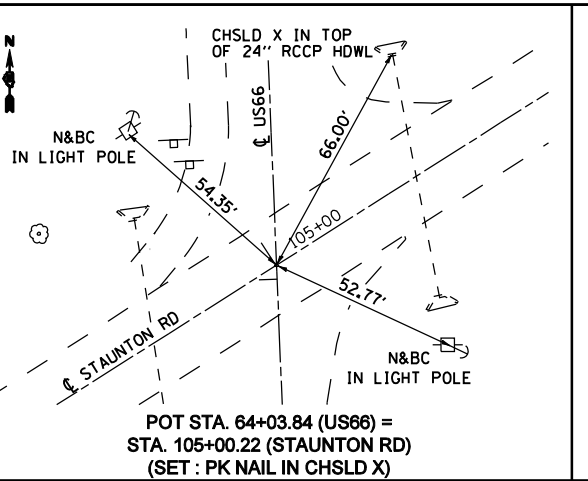 N
CHSLD X IN TOP
OF 24" RCCP HDWL
℄ US66
N&BC
IN LIGHT POLE
66.00'
54.35'
105+00
52.77'
℄ STAUNTON RD
N&BC
IN LIGHT POLE
POT STA. 64+03.84 (US66) =
STA. 105+00.22 (STAUNTON RD)
(SET : PK NAIL IN CHSLD X)